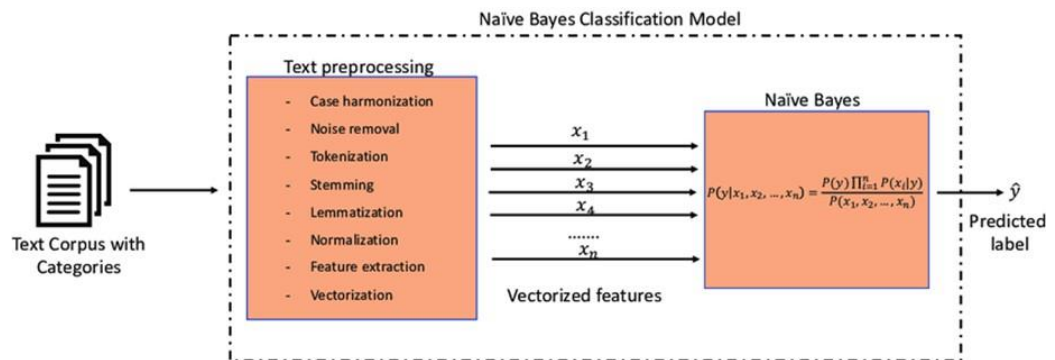 Naïve Bayes Classification Model
Text preprocessing
- Case harmonization
- Noise removal
- Tokenization
- Stemming
- Lemmatization
- Normalization
- Feature extraction
- Vectorization
Text Corpus with
Categories
x₁
x₂
x₃
x₄
.......
xₙ
Vectorized features
Naïve Bayes
P(y|x₁, x₂, ..., xₙ) = P(y) ∏ⁿᵢ₌₁ P(xᵢ|y) / P(x₁, x₂, ..., xₙ)
ŷ
Predicted
label